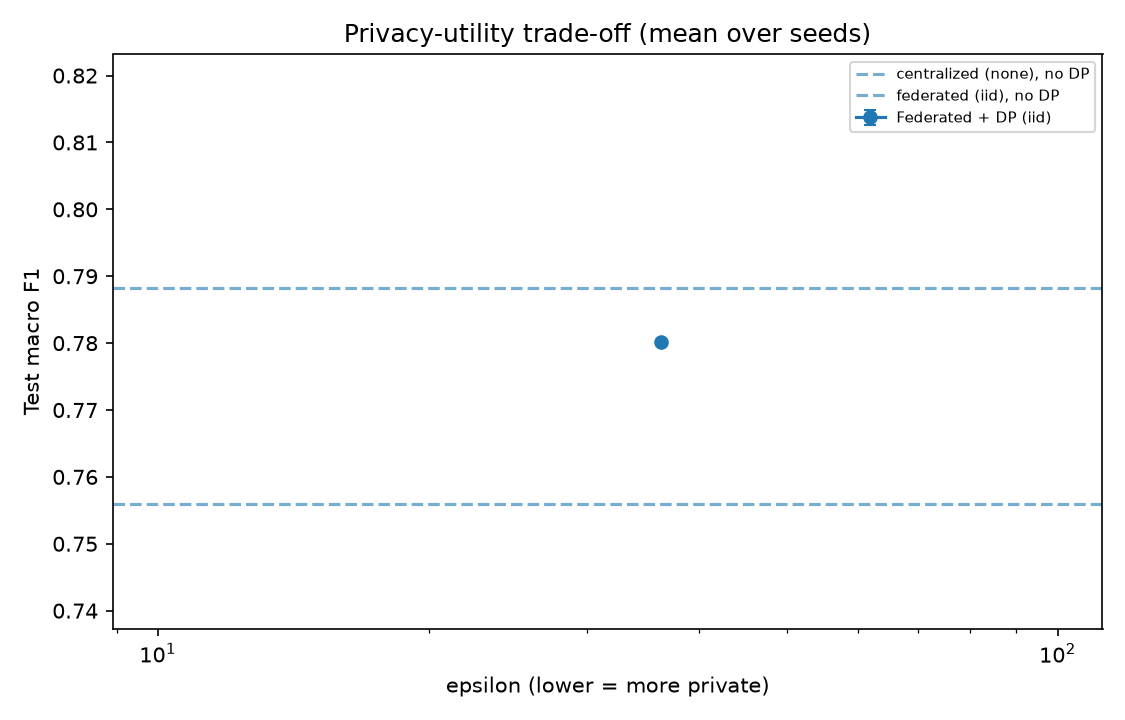 Privacy-utility trade-off (mean over seeds)
centralized (none), no DP
federated (iid), no DP
Federated + DP (iid)
Test macro F1
0.82
0.81
0.80
0.79
0.78
0.77
0.76
0.75
0.74
10¹
10²
epsilon (lower = more private)